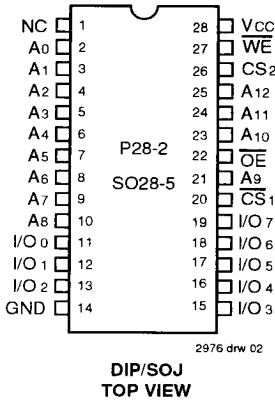 NC 1 28 VCC
A0 2 27 W̅E̅
A1 3 26 CS2
A2 4 25 A12
A3 5 24 A11
A4 6 P28-2 23 A10
A5 7 22 O̅E̅
A6 8 SO28-5 21 A9
A7 9 20 C̅S̅1
A8 10 19 I/O7
I/O0 11 18 I/O6
I/O1 12 17 I/O5
I/O2 13 16 I/O4
GND 14 15 I/O3
2976 drw 02
DIP/SOJ
TOP VIEW